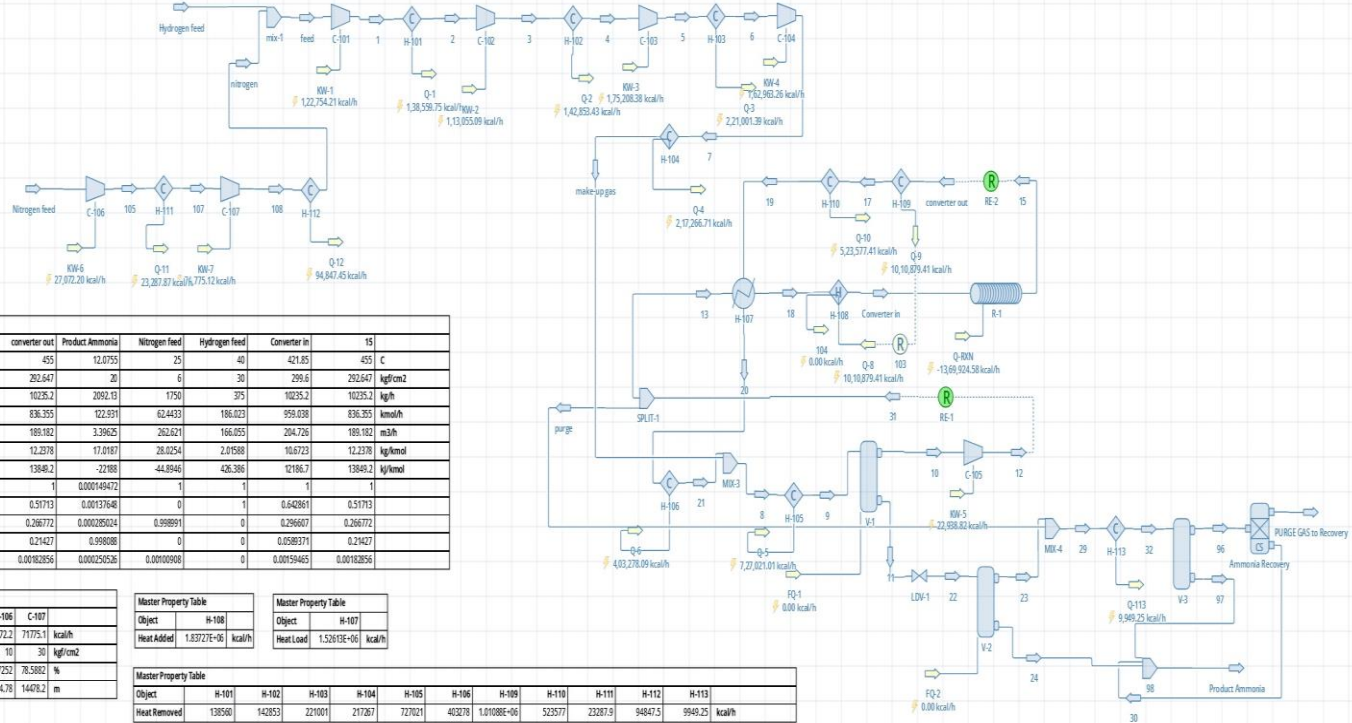 Hydrogen feed
mix-1
feed
C-101
1
H-101
2
C-102
3
H-102
4
C-103
5
H-103
6
C-104
nitrogen
KW-1
1,22,754.21 kcal/h
Q-1
1,38,559.75 kcal/h
KW-2
1,13,055.09 kcal/h
Q-2
1,42,853.43 kcal/h
KW-3
1,75,208.38 kcal/h
KW-4
1,62,963.26 kcal/h
Q-3
2,21,001.39 kcal/h
H-104
7
make-up gas
Q-4
2,17,266.71 kcal/h
Nitrogen feed
C-106
105
H-111
107
C-107
108
H-112
KW-6
27,072.20 kcal/h
Q-11
23,287.87 kcal/h
KW-7
71,775.12 kcal/h
Q-12
94,847.45 kcal/h
19
H-110
17
H-109
converter out
RE-2
15
R
Q-10
5,23,577.41 kcal/h
Q-9
10,10,879.41 kcal/h
13
H-107
18
H-108
Converter in
R-1
104
0.00 kcal/h
Q-8
10,10,879.41 kcal/h
R
103
Q-RXN
-13,69,924.58 kcal/h
20
SPLIT-1
purge
31
R
RE-1
H-106
21
MIX-3
8
H-105
9
V-1
10
C-105
12
KW-5
22,938.82 kcal/h
Q-6
4,03,278.09 kcal/h
Q-5
7,27,021.01 kcal/h
FQ-1
0.00 kcal/h
11
LDV-1
22
V-2
23
24
FQ-2
0.00 kcal/h
MIX-4
29
H-113
32
V-3
96
97
CS
Ammonia Recovery
PURGE GAS to Recovery
Q-113
9,949.25 kcal/h
98
Product Ammonia
30
converter out Product Ammonia Nitrogen feed Hydrogen feed Converter in 15
455 12.0755 25 40 421.85 455 C
292.647 20 6 30 299.6 292.647 kgf/cm2
10235.2 2092.13 1750 375 10235.2 10235.2 kg/h
836.355 122.931 62.4433 186.023 959.038 836.355 kmol/h
189.182 3.39625 262.621 166.055 204.726 189.182 m3/h
12.2378 17.0187 28.0254 2.01588 10.6723 12.2378 kg/kmol
13849.2 -22188 -44.8946 426.386 12186.7 13849.2 kJ/kmol
1 0.000149472 1 1 1 1
0.51713 0.00137648 0 1 0.642861 0.51713
0.266772 0.000285024 0.998991 0 0.296607 0.266772
0.21427 0.998088 0 0 0.0589371 0.21427
0.00182856 0.000250526 0.00100908 0 0.00159465 0.00182856
-106 C-107
72.2 71775.1 kcal/h
10 30 kgf/cm2
7252 78.5882 %
4.78 14478.2 m
Master Property Table
Object H-108
Heat Added 1.83727E+06 kcal/h
Master Property Table
Object H-107
Heat Load 1.52613E+06 kcal/h
Master Property Table
Object H-101 H-102 H-103 H-104 H-105 H-106 H-109 H-110 H-111 H-112 H-113
Heat Removed 138560 142853 221001 217267 727021 403278 1.01088E+06 523577 23287.9 94847.5 9949.25 kcal/h